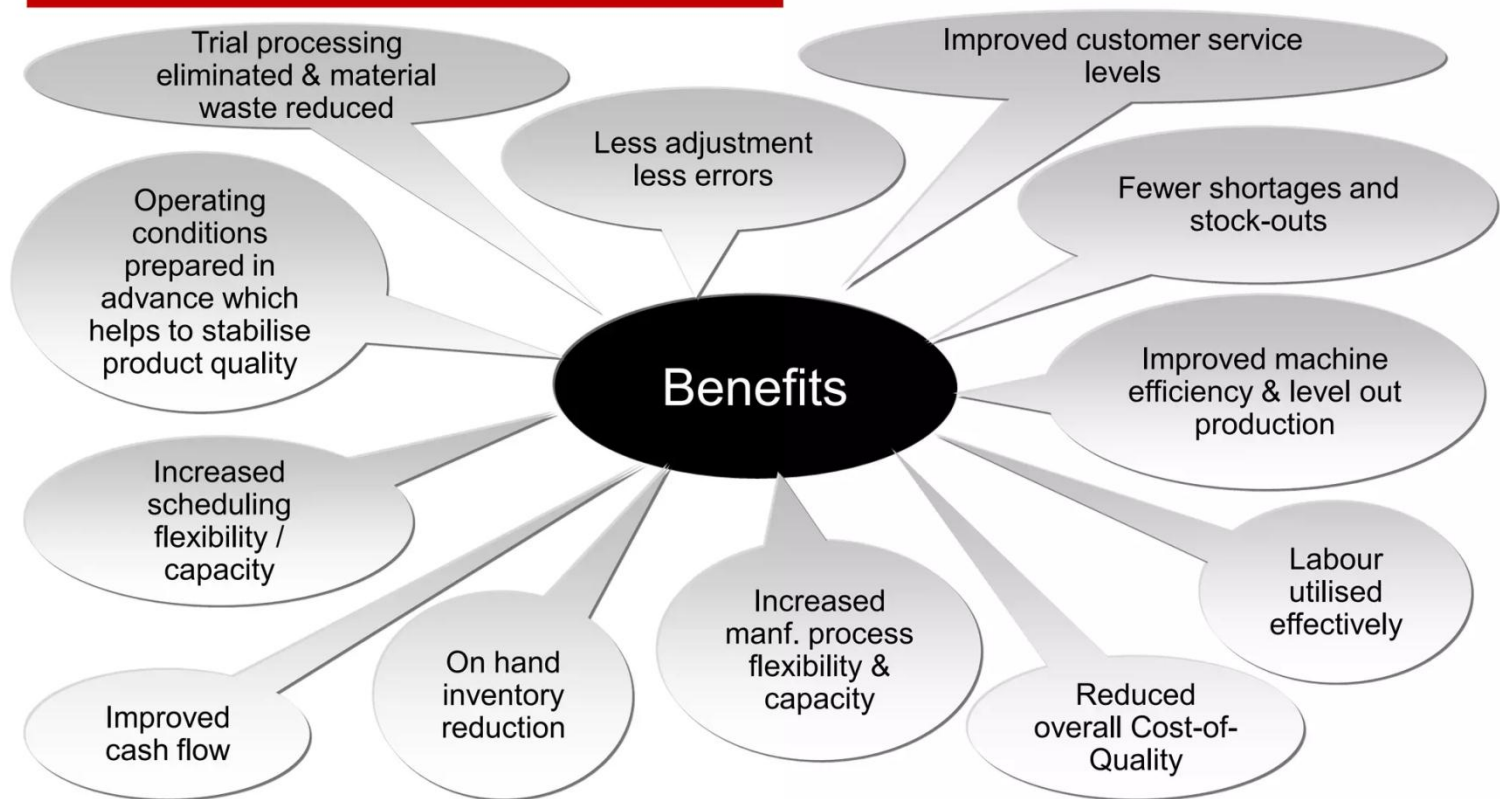 Trial processing
eliminated & material
waste reduced
Improved customer service
levels
Less adjustment
less errors
Fewer shortages and
stock-outs
Operating
conditions
prepared in
advance which
helps to stabilise
product quality
Benefits
Improved machine
efficiency & level out
production
Increased
scheduling
flexibility /
capacity
Labour
utilised
effectively
Increased
manf. process
flexibility &
capacity
On hand
inventory
reduction
Reduced
overall Cost-of-
Quality
Improved
cash flow